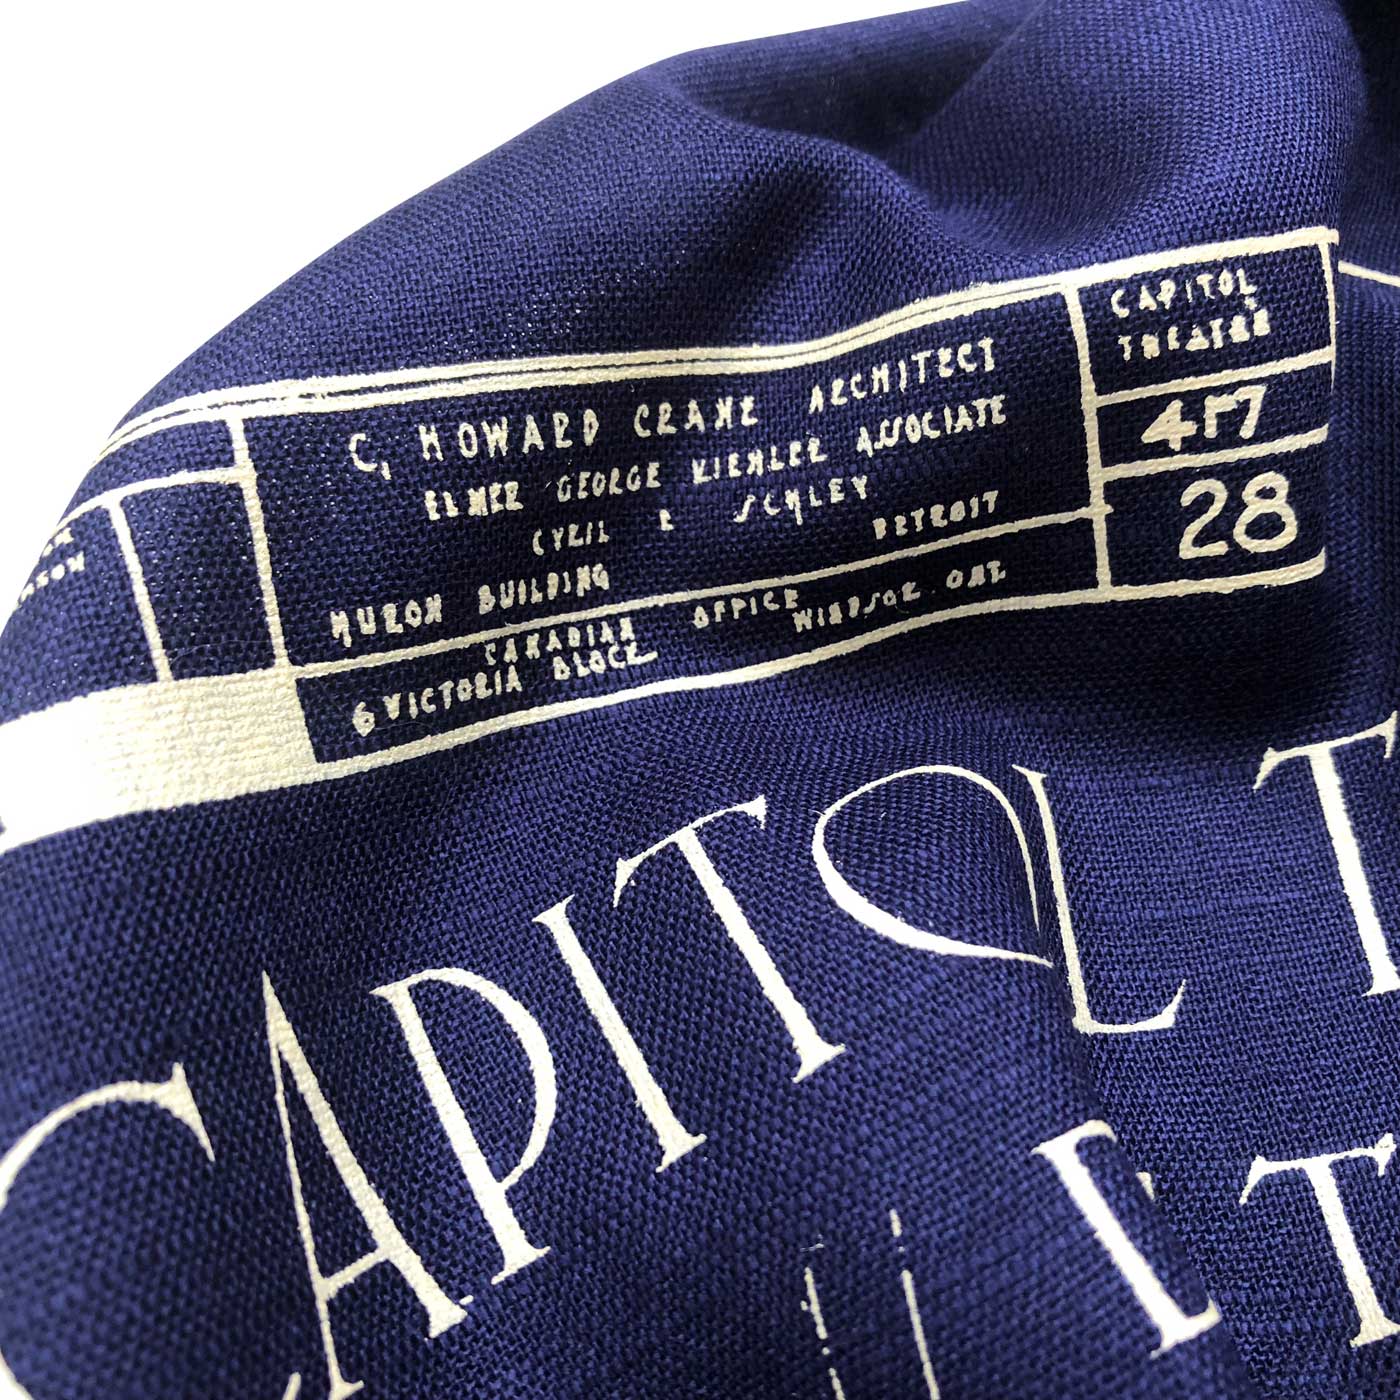 C. HOWARD CRANE ARCHITECT
ELMER GEORGE KIEHLER ASSOCIATE
CYRIL E SCHLEY
HURON BUILDING DETROIT
CANADIAN OFFICE
6 VICTORIA BLOCK WINDSOR ONT.
CAPITOL
THEATRE
417
28
CAPITOL T